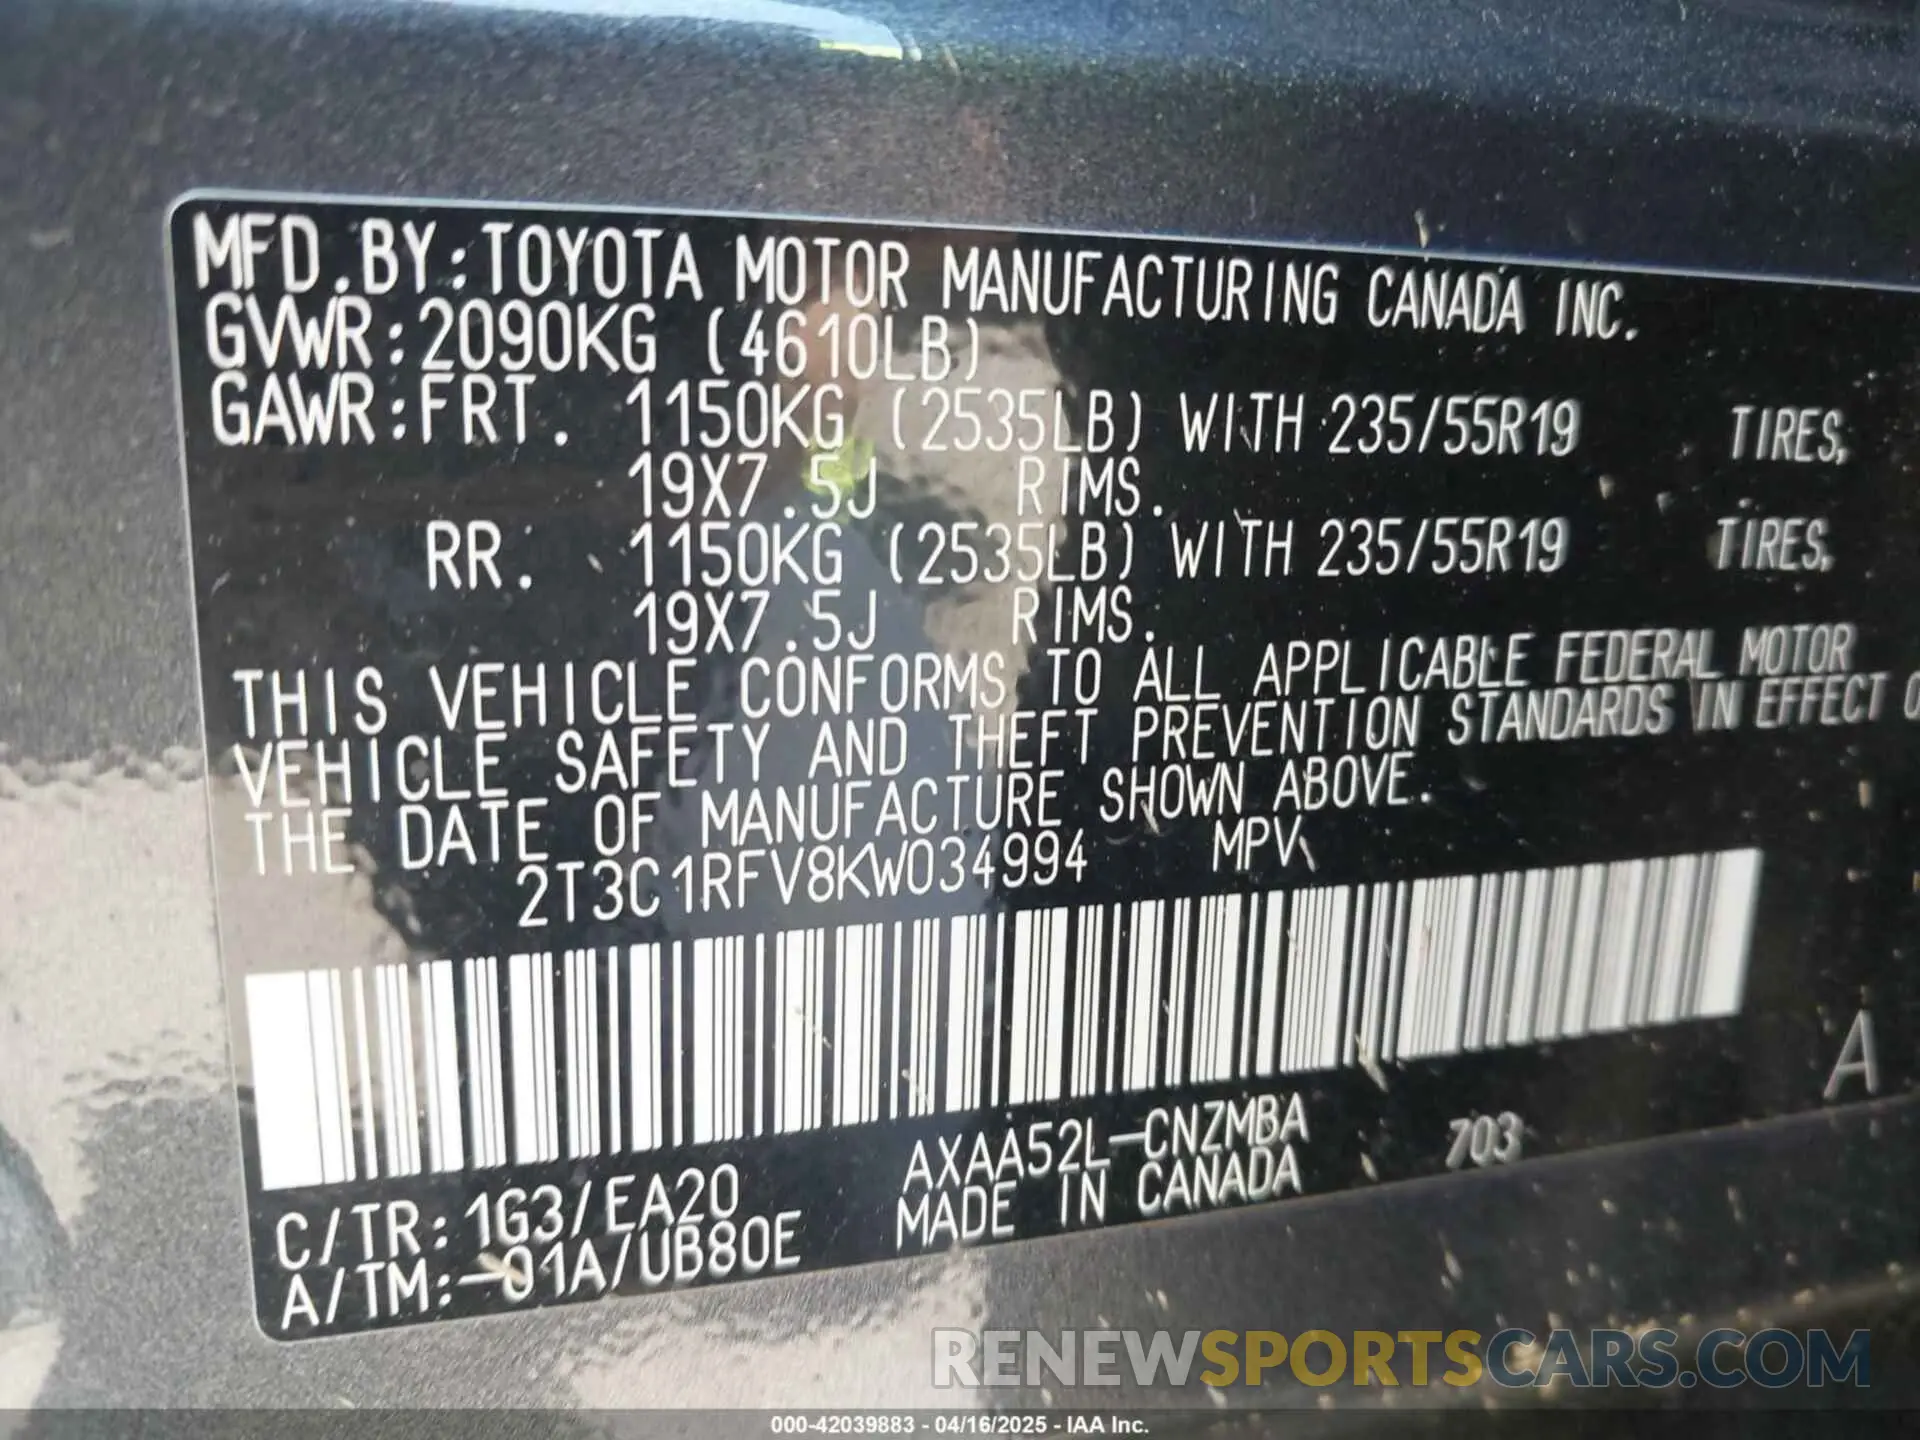 MFD.BY:TOYOTA MOTOR MANUFACTURING CANADA INC.
GVWR:2090KG (4610LB)
GAWR:FRT. 1150KG (2535LB) WITH 235/55R19 TIRES,
19X7.5J RIMS.
RR. 1150KG (2535LB) WITH 235/55R19 TIRES,
19X7.5J RIMS.
THIS VEHICLE CONFORMS TO ALL APPLICABLE FEDERAL MOTOR
VEHICLE SAFETY AND THEFT PREVENTION STANDARDS IN EFFECT
THE DATE OF MANUFACTURE SHOWN ABOVE.
2T3C1RFV8KW034994 MPV
A
C/TR:1G3/EA20 AXAA52L-CNZMBA 703
A/TM:-01A/UB80E MADE IN CANADA
RENEWSPORTSCARS.COM
000-42039883 - 04/16/2025 - IAA Inc.